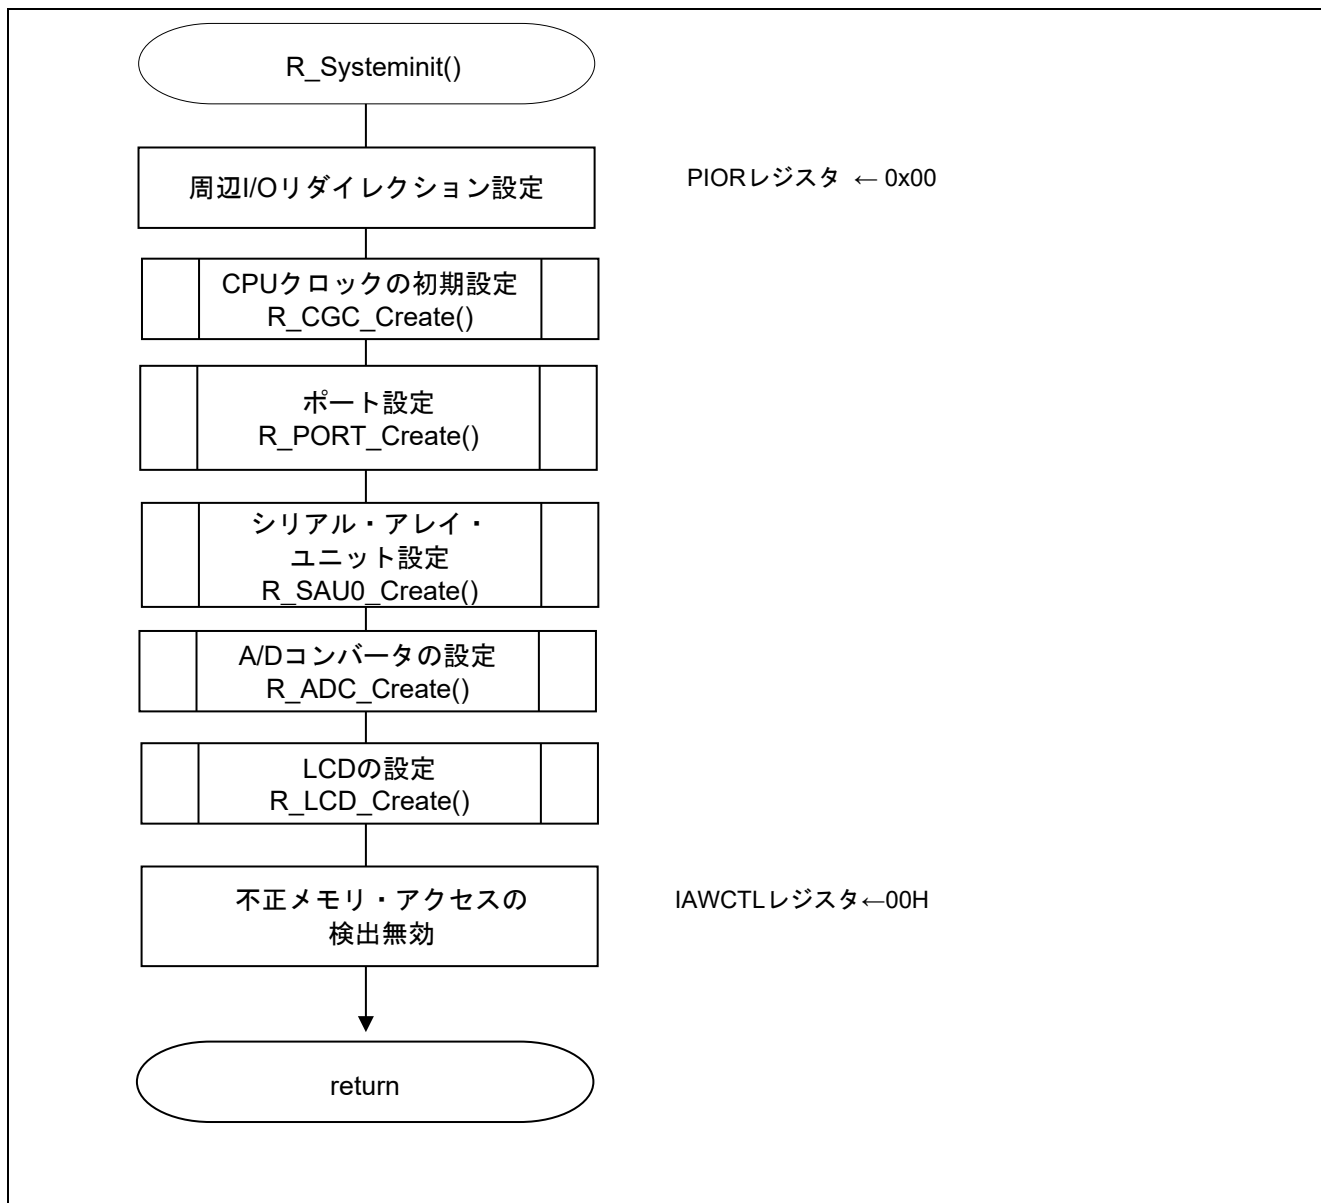 R_Systeminit()
周辺I/Oリダイレクション設定
PIORレジスタ ← 0x00
CPUクロックの初期設定
R_CGC_Create()
ポート設定
R_PORT_Create()
シリアル・アレイ・
ユニット設定
R_SAU0_Create()
A/Dコンバータの設定
R_ADC_Create()
LCDの設定
R_LCD_Create()
不正メモリ・アクセスの
検出無効
IAWCTLレジスタ←00H
return